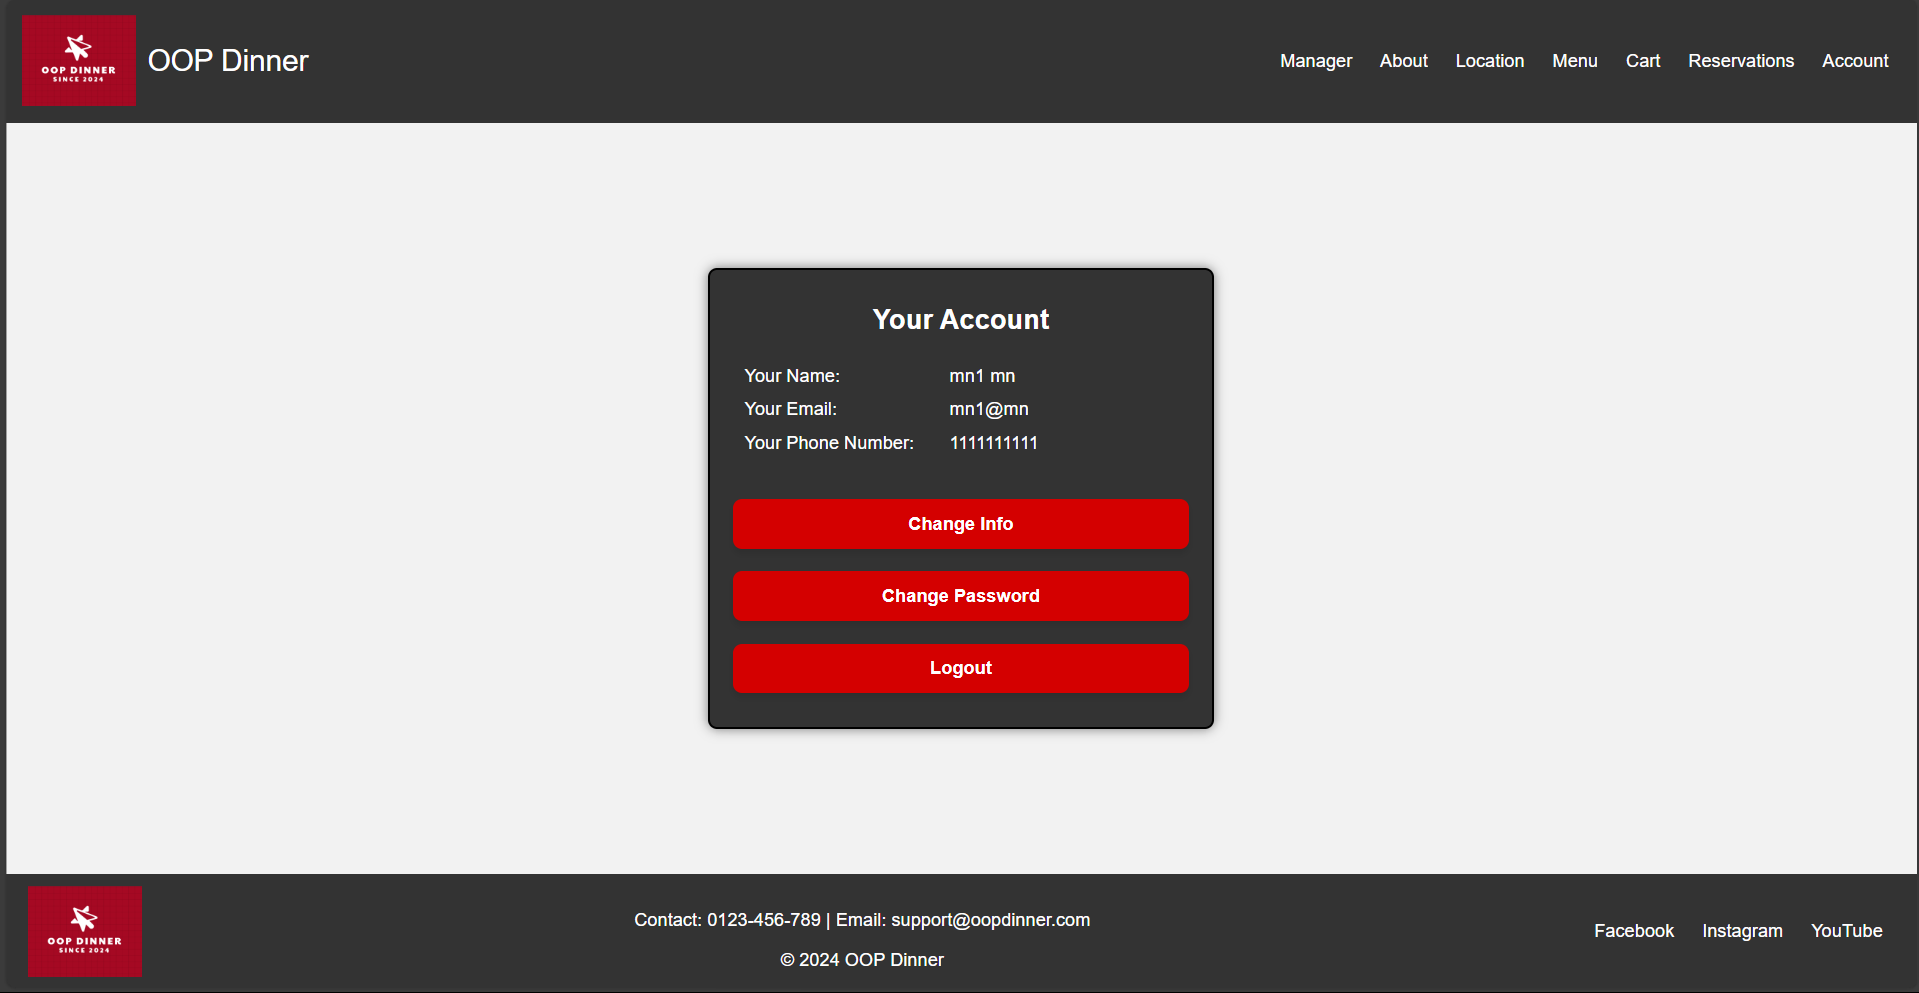 OOP DINNER
SINCE 2024
OOP Dinner
Manager About Location Menu Cart Reservations Account
Your Account
Your Name: mn1 mn
Your Email: mn1@mn
Your Phone Number: 1111111111
Change Info
Change Password
Logout
OOP DINNER
SINCE 2024
Contact: 0123-456-789 | Email: support@oopdinner.com
© 2024 OOP Dinner
Facebook Instagram YouTube